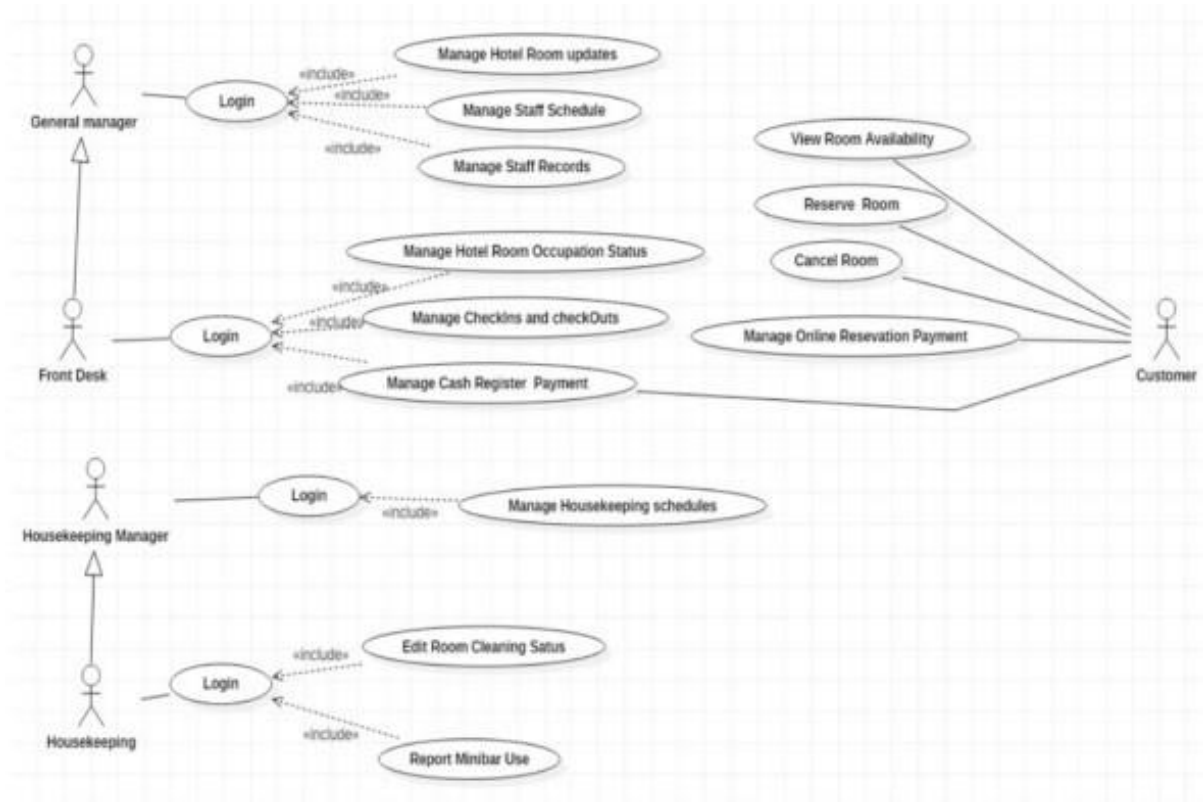 Manage Hotel Room updates
«include»
Login
«include»
Manage Staff Schedule
General manager
«include»
Manage Staff Records
View Room Availability
Reserve Room
Manage Hotel Room Occupation Status
Cancel Room
«include»
Manage CheckIns and checkOuts
«include»
Login
Manage Online Resevation Payment
Front Desk
Customer
«include»
Manage Cash Register Payment
Login
Manage Housekeeping schedules
«include»
Housekeeping Manager
Edit Room Cleaning Satus
«include»
Login
«include»
Housekeeping
Report Minibar Use